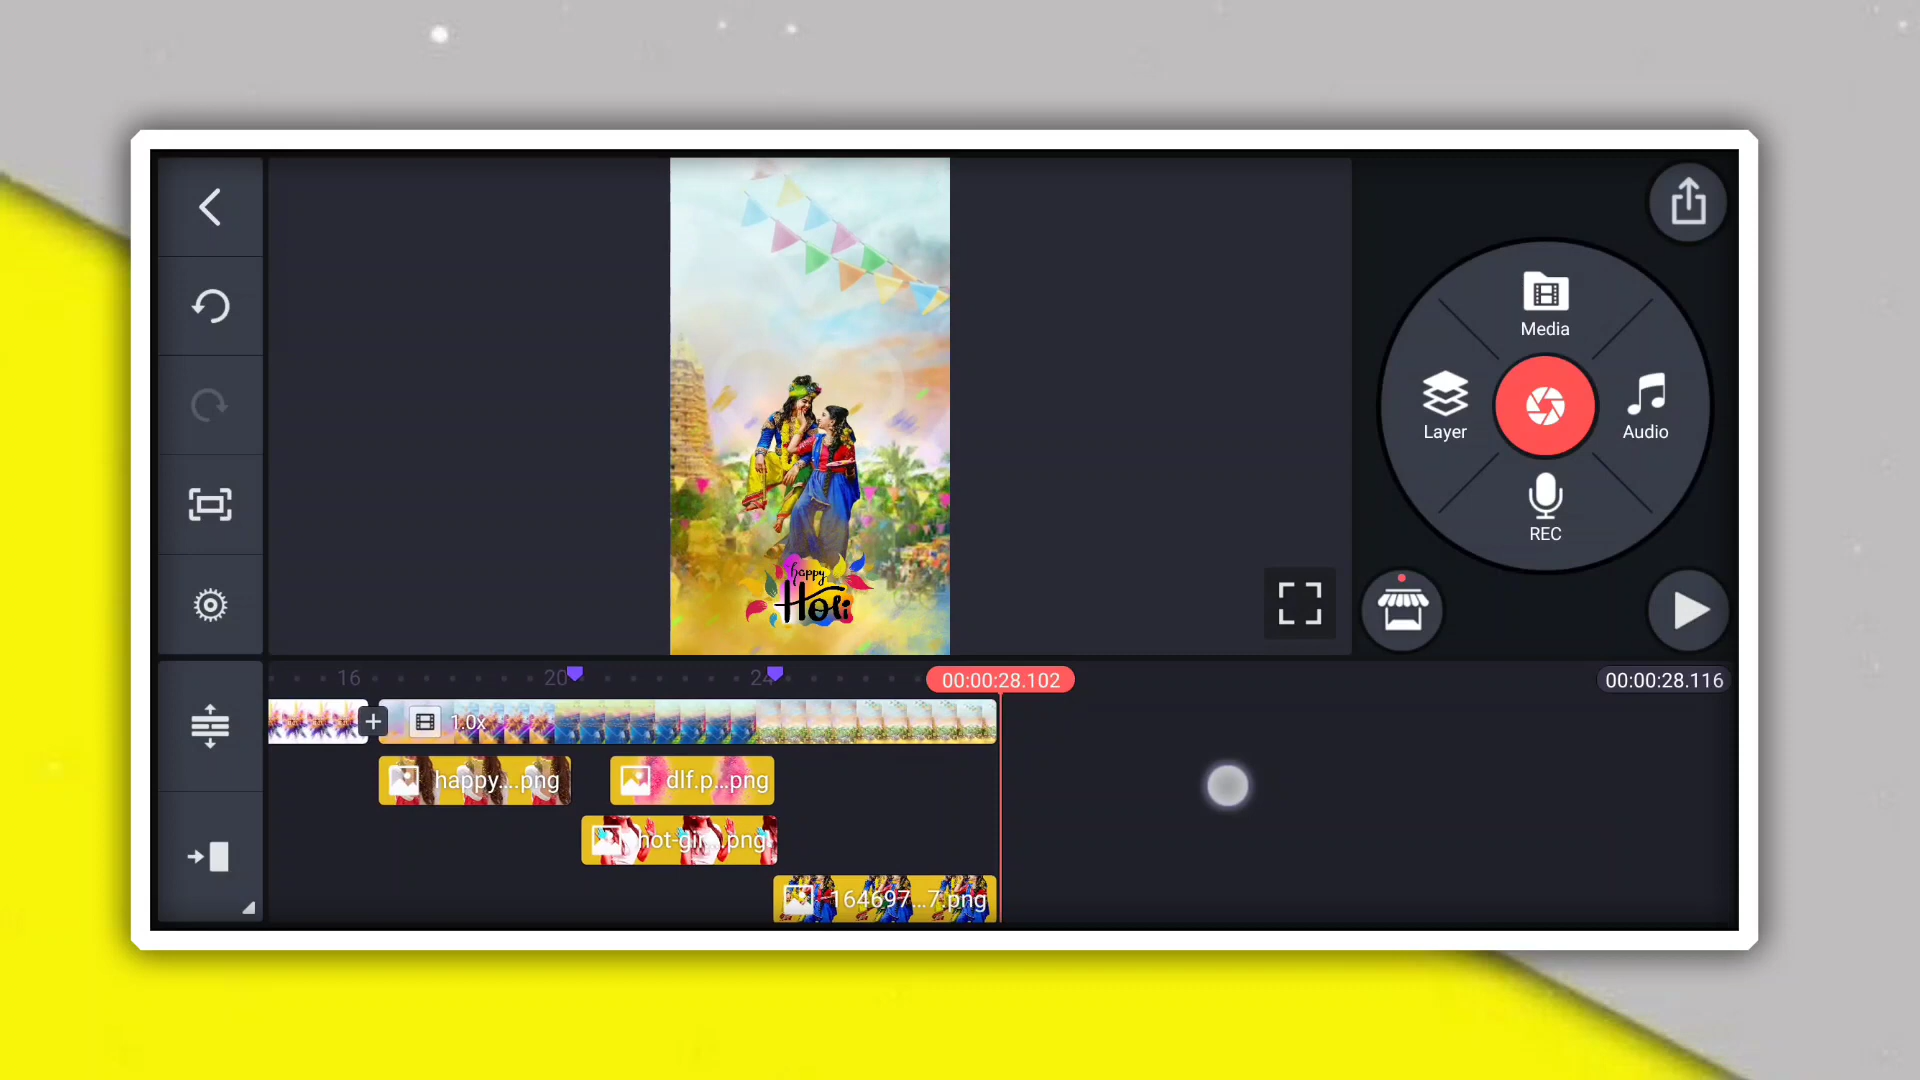 Media
Layer
Audio
REC
happy
Holi
16
20
24
00:00:28.102
00:00:28.116
1.0x
happy....png
dlf.p...png
hot-gir...png
164697...7.png